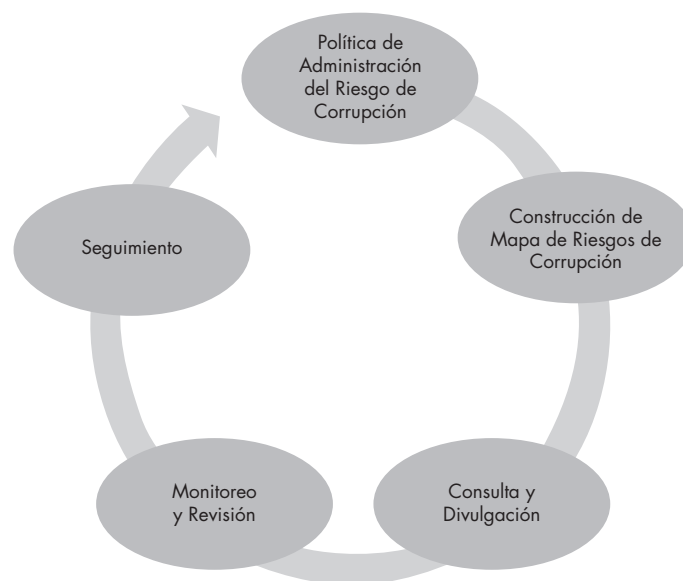 Política de
Administración
del Riesgo de
Corrupción
Construcción de
Mapa de Riesgos de
Corrupción
Consulta y
Divulgación
Monitoreo
y Revisión
Seguimiento